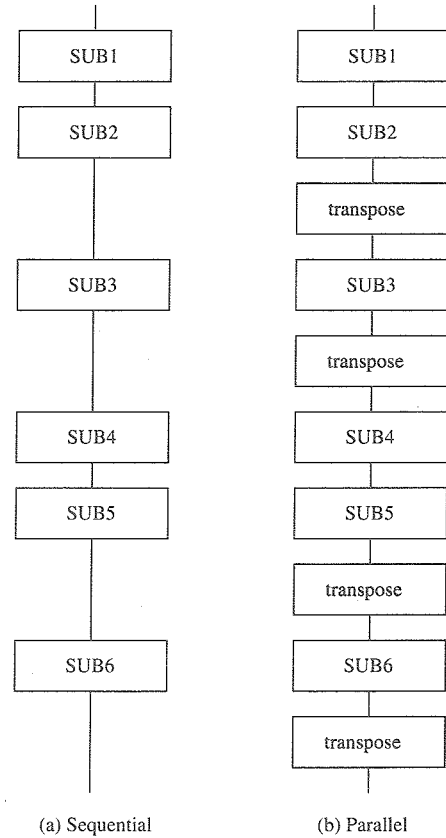 SUB1
SUB2
SUB3
SUB4
SUB5
SUB6
(a) Sequential
SUB1
SUB2
transpose
SUB3
transpose
SUB4
SUB5
transpose
SUB6
transpose
(b) Parallel